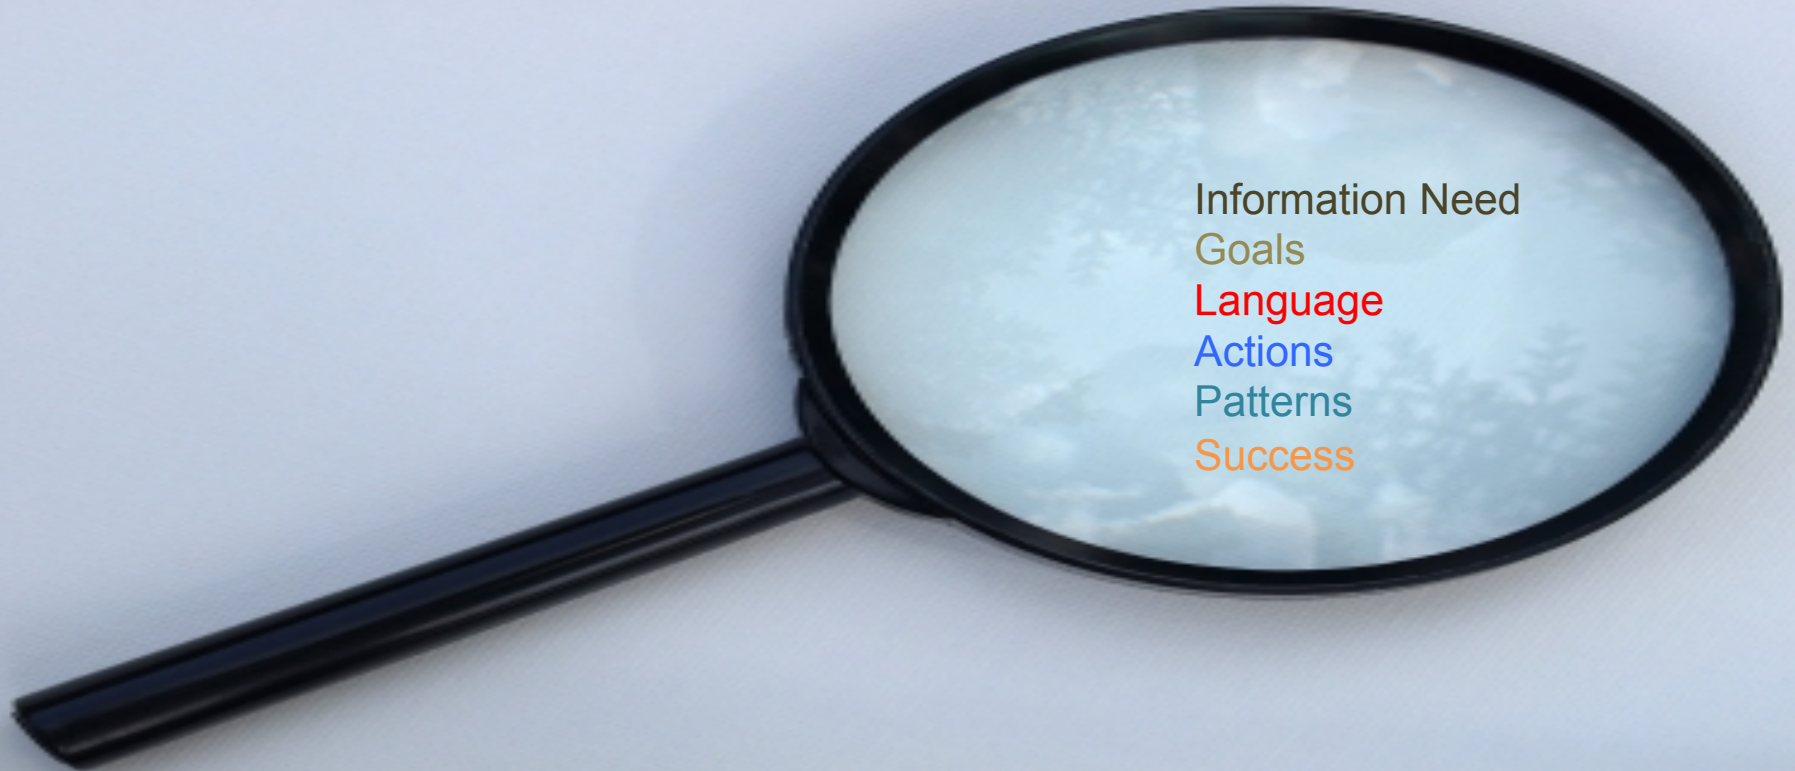 Information Need
Goals
Language
Actions
Patterns
Success